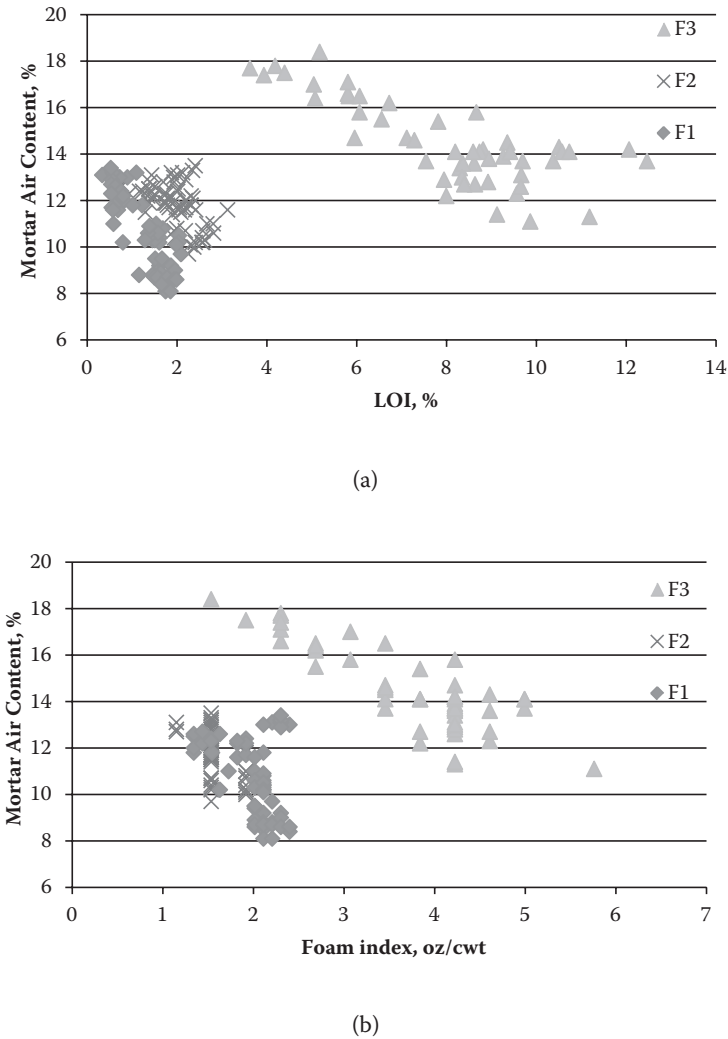 20
18
16
14
12
10
8
6
Mortar Air Content, %
F3
F2
F1
0 2 4 6 8 10 12 14
LOI, %
(a)
20
18
16
14
12
10
8
6
Mortar Air Content, %
F3
F2
F1
0 1 2 3 4 5 6 7
Foam index, oz/cwt
(b)